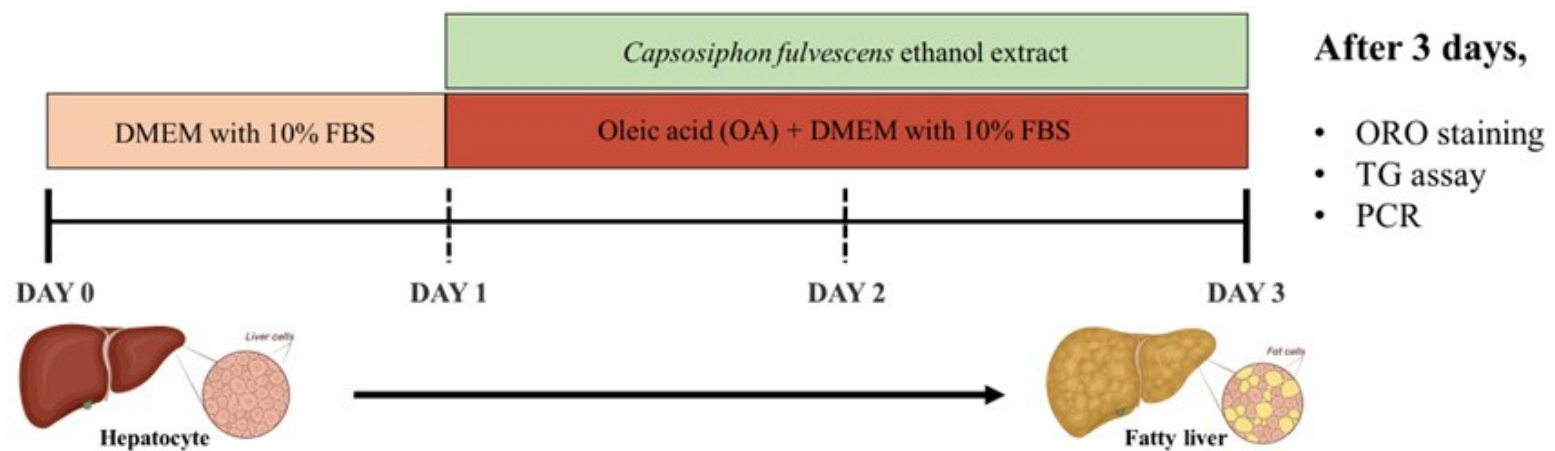 Capsosiphon fulvescens ethanol extract
DMEM with 10% FBS
Oleic acid (OA) + DMEM with 10% FBS
DAY 0
DAY 1
DAY 2
DAY 3
Liver cells
Hepatocyte
Fat cells
Fatty liver
After 3 days,
• ORO staining
• TG assay
• PCR